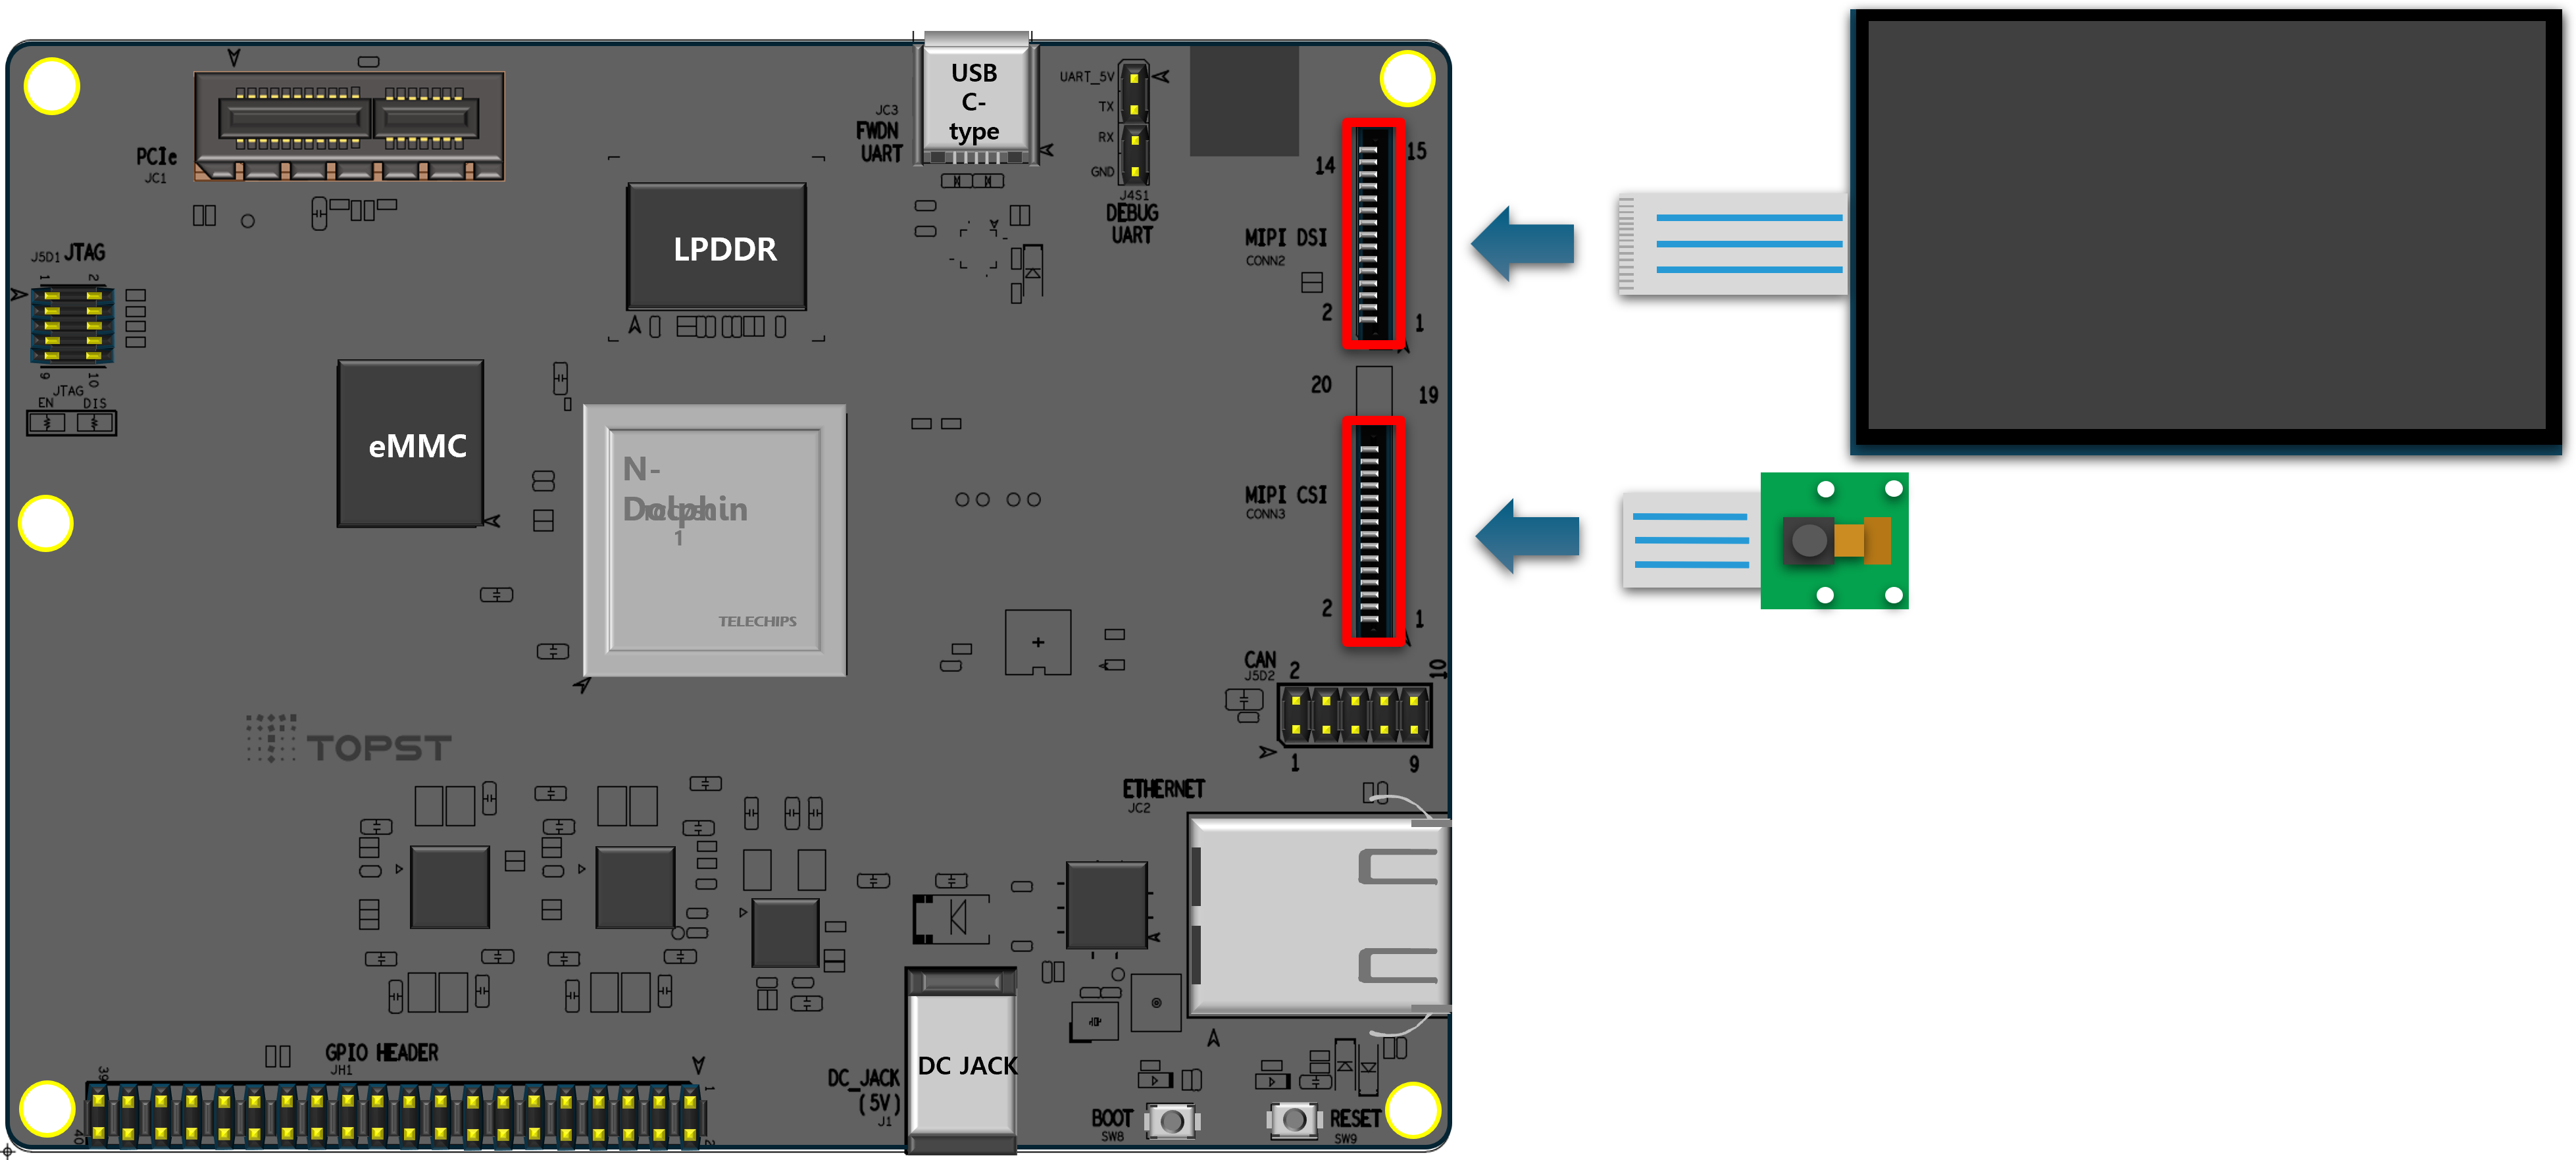 USB
C-
type
JC3
FWDN
UART
UART_5V
TX
RX
GND
J4S1
DEBUG
UART
PCIe
JC1
14
15
MIPI DSI
CONN2
2
1
LPDDR
J5D1 JTAG
1
2
9
10
JTAG
EN
DIS
eMMC
N-
Dolphin
1
TELECHIPS
20
19
MIPI CSI
CONN3
2
1
CAN
J5D2
2
10
1
9
TOPST
ETHERNET
JC2
GPIO HEADER
JH1
39
1
40
2
DC_JACK
(5V)
J1
DC JACK
BOOT
SW8
RESET
SW9